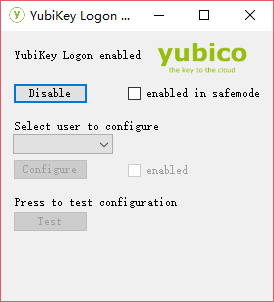 YubiKey Logon ...
YubiKey Logon enabled
yubico
the key to the cloud
Disable
enabled in safemode
Select user to configure
Configure
enabled
Press to test configuration
Test